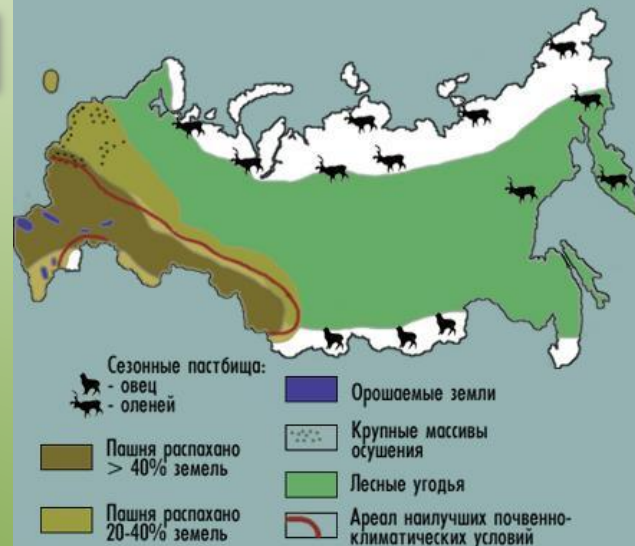 Сезонные пастбища:
- овец
- оленей
Пашня распахано
> 40% земель
Пашня распахано
20-40% земель
Орошаемые земли
Крупные массивы
осушения
Лесные угодья
Ареал наилучших почвенно-
климатических условий